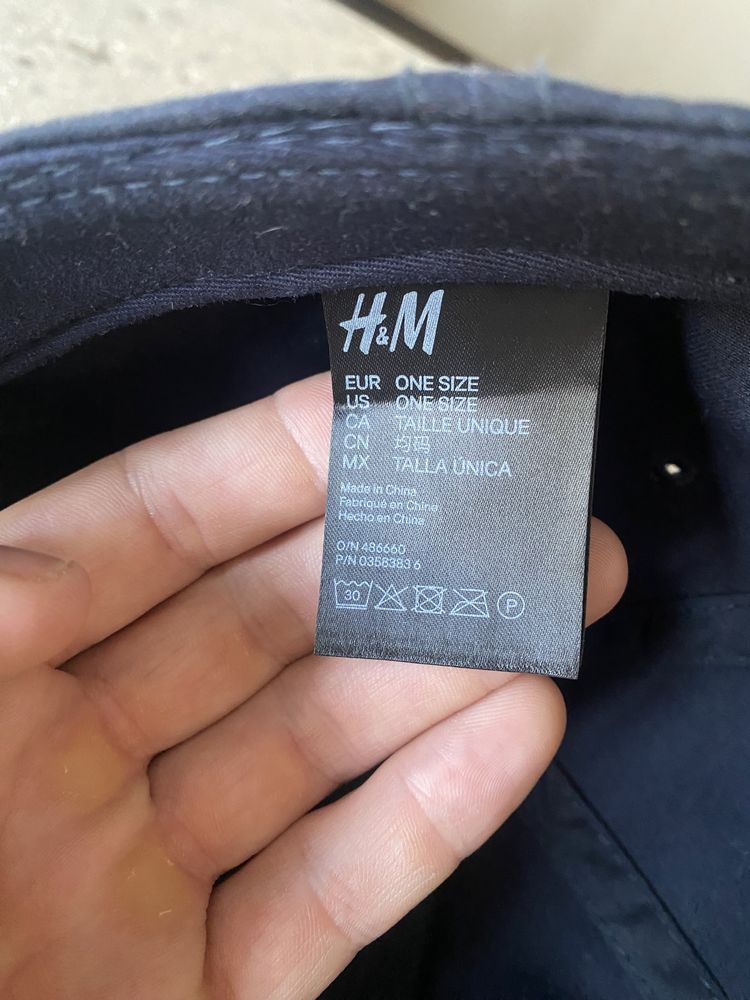 H&M
EUR ONE SIZE
US ONE SIZE
CA TAILLE UNIQUE
CN 均码
MX TALLA ÚNICA
Made in China
Fabriqué en Chine
Hecho en China
O/N 486660
P/N 0358383 6
30 P